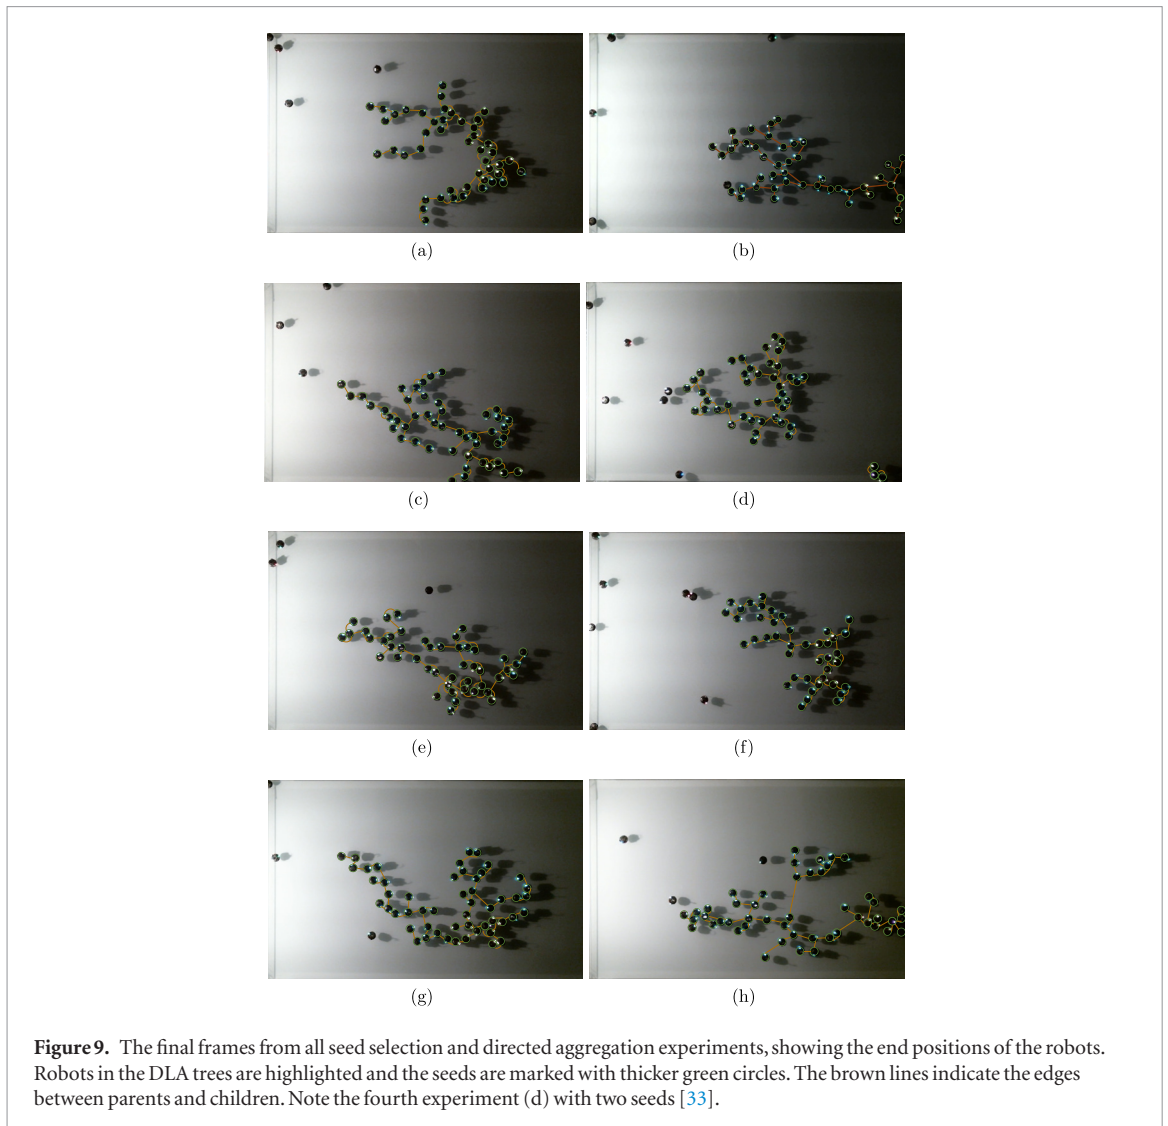 (a)
(b)
(c)
(d)
(e)
(f)
(g)
(h)
Figure 9. The final frames from all seed selection and directed aggregation experiments, showing the end positions of the robots.
Robots in the DLA trees are highlighted and the seeds are marked with thicker green circles. The brown lines indicate the edges
between parents and children. Note the fourth experiment (d) with two seeds [33].